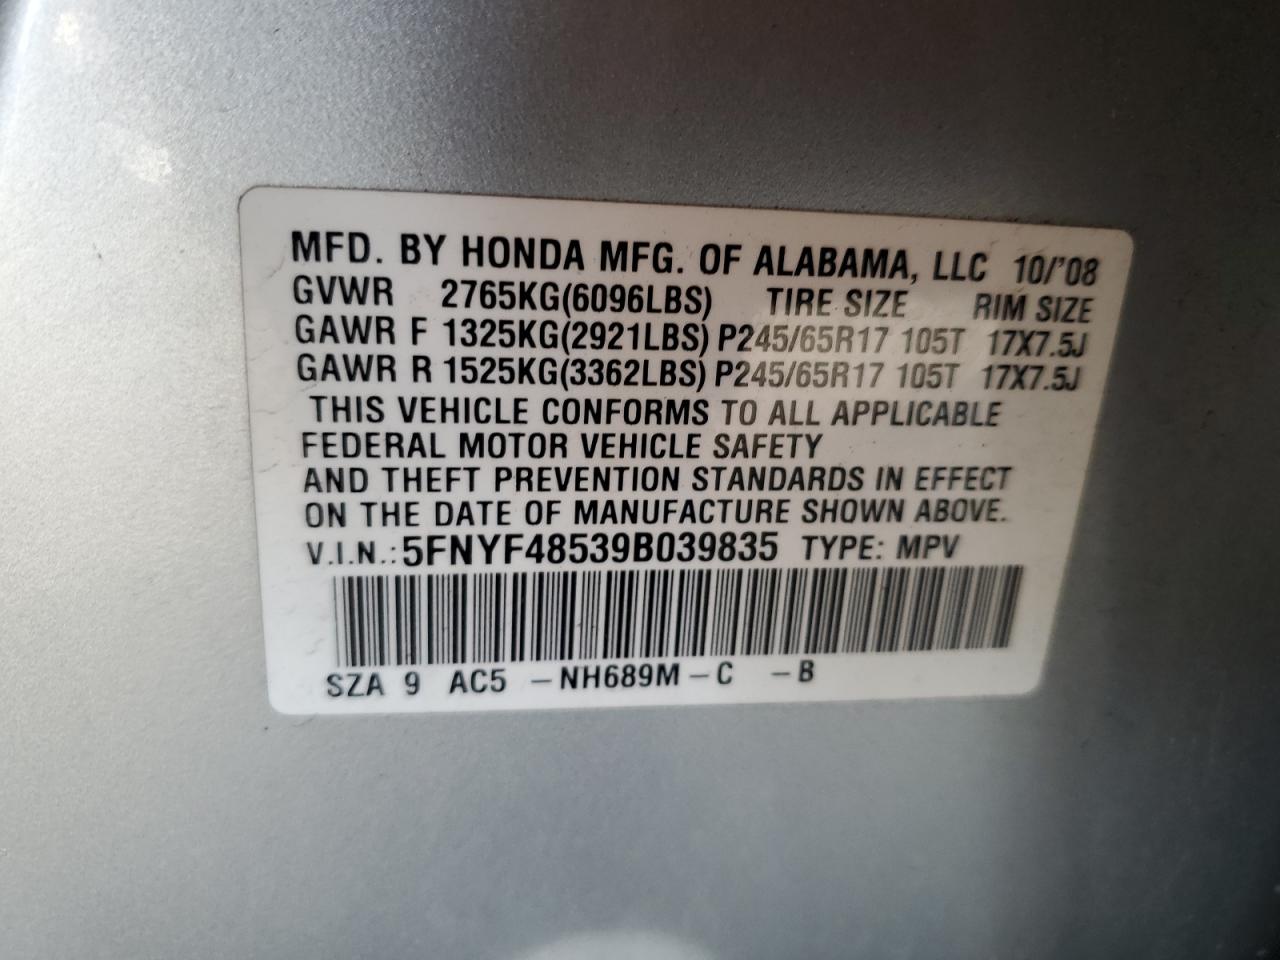 MFD. BY HONDA MFG. OF ALABAMA, LLC 10/'08
GVWR 2765KG(6096LBS) TIRE SIZE RIM SIZE
GAWR F 1325KG(2921LBS) P245/65R17 105T 17X7.5J
GAWR R 1525KG(3362LBS) P245/65R17 105T 17X7.5J
THIS VEHICLE CONFORMS TO ALL APPLICABLE
FEDERAL MOTOR VEHICLE SAFETY
AND THEFT PREVENTION STANDARDS IN EFFECT
ON THE DATE OF MANUFACTURE SHOWN ABOVE.
V.I.N.: 5FNYF48539B039835 TYPE: MPV
SZA 9 AC5 -NH689M-C -B